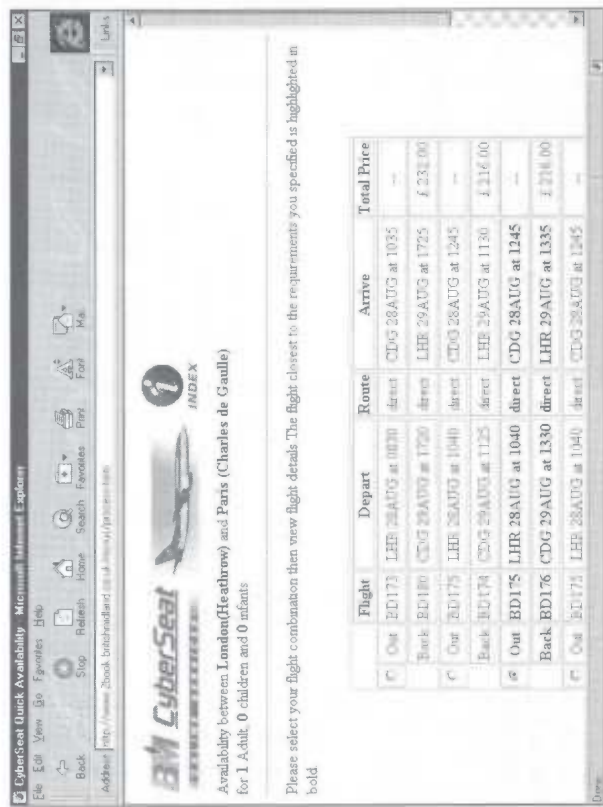 CyberSeat Quick Availability - Microsoft Internet Explorer
File Edit View Go Favorites Help
Back Stop Refresh Home Search Favorites Print Font Mail
Address Links
BM CyberSeat
INDEX
Availability between London(Heathrow) and Paris (Charles de Gaulle)
for 1 Adult, 0 children and 0 infants
Please select your flight combination then view flight details The flight closest to the requirements you specified is highlighted in
bold
Flight Depart Route Arrive Total Price
Out BD173 LHR 28AUG at 0830 direct CDG 28AUG at 1035 --
Back BD180 CDG 29AUG at 1720 direct LHR 29AUG at 1725 £ 231.00
Out BD175 LHR 28AUG at 1040 direct CDG 28AUG at 1245 --
Back BD174 CDG 29AUG at 1125 direct LHR 29AUG at 1130 £ 216.00
Out BD175 LHR 28AUG at 1040 direct CDG 28AUG at 1245 --
Back BD176 CDG 29AUG at 1330 direct LHR 29AUG at 1335 £ 216.00
Out BD175 LHR 28AUG at 1040 direct CDG 28AUG at 1245 --
Done